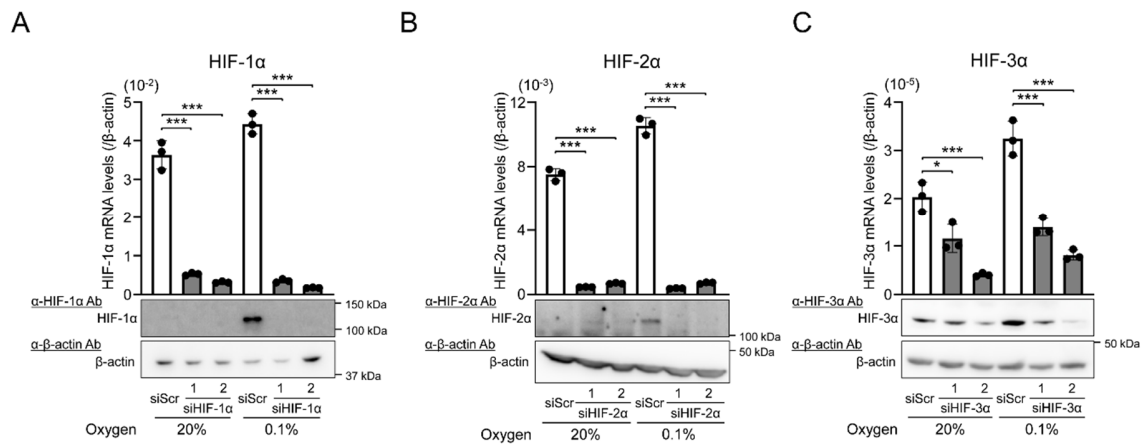 A
HIF-1α
(10-2)
HIF-1α mRNA levels (/β-actin)
5
4
2
1
0
***
***
***
***
α-HIF-1α Ab
HIF-1α
150 kDa
100 kDa
α-β-actin Ab
β-actin
37 kDa
siScr 1 2 siScr 1 2
siHIF-1α siHIF-1α
Oxygen 20% 0.1%
B
HIF-2α
(10-3)
HIF-2α mRNA levels (/β-actin)
12
8
4
0
***
***
***
***
α-HIF-2α Ab
HIF-2α
100 kDa
α-β-actin Ab
50 kDa
β-actin
siScr 1 2 siScr 1 2
siHIF-2α siHIF-2α
Oxygen 20% 0.1%
C
HIF-3α
(10-5)
HIF-3α mRNA levels (/β-actin)
4
3
2
1
0
***
*
***
***
α-HIF-3α Ab
HIF-3α
α-β-actin Ab
50 kDa
β-actin
siScr 1 2 siScr 1 2
siHIF-3α siHIF-3α
Oxygen 20% 0.1%